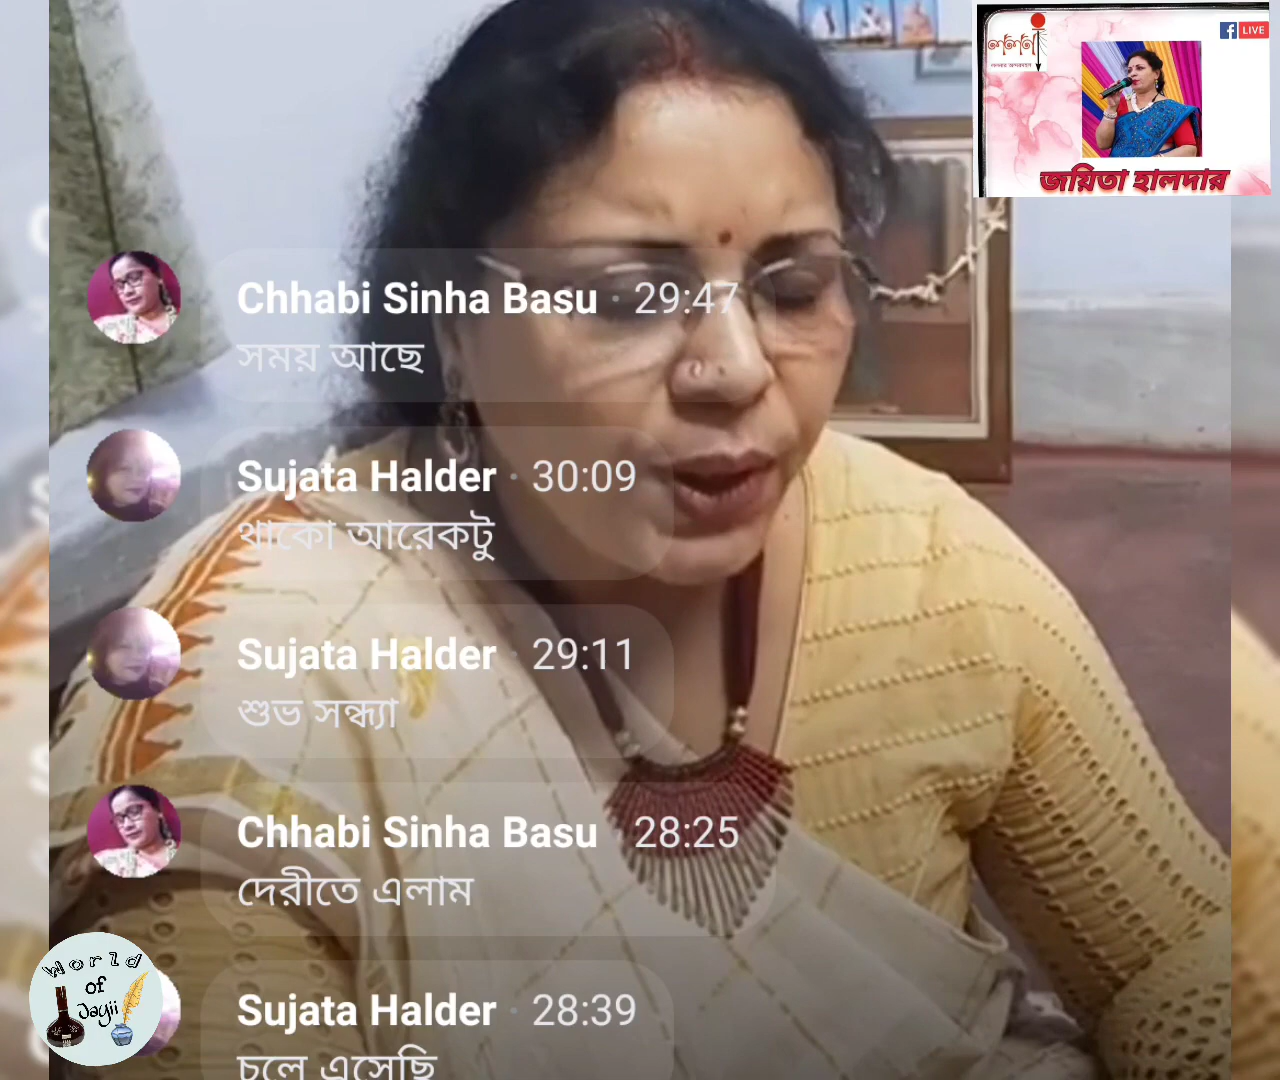 LIVE
জয়িতা হালদার
Chhabi Sinha Basu · 29:47
সময় আছে
Sujata Halder · 30:09
থাকো আরেকটু
Sujata Halder · 29:11
শুভ সন্ধ্যা
Chhabi Sinha Basu 28:25
দেরীতে এলাম
Sujata Halder · 28:39
চলে এসেছি
World
of
Jayii